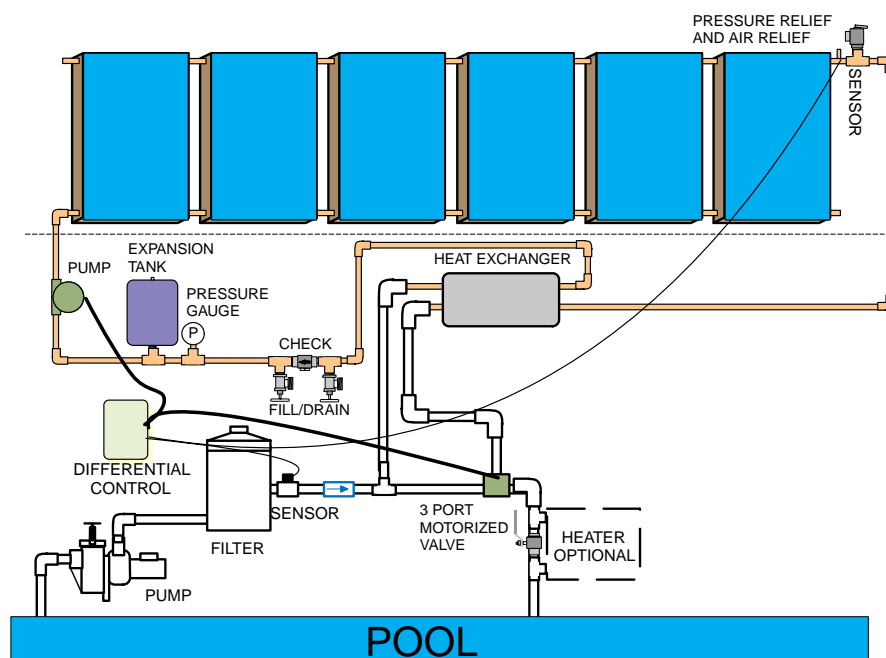 PRESSURE RELIEF
AND AIR RELIEF
SENSOR
EXPANSION
TANK
HEAT EXCHANGER
PUMP
PRESSURE
GAUGE
P
CHECK
FILL/DRAIN
DIFFERENTIAL
CONTROL
SENSOR
3 PORT
MOTORIZED
VALVE
FILTER
HEATER
OPTIONAL
PUMP
POOL